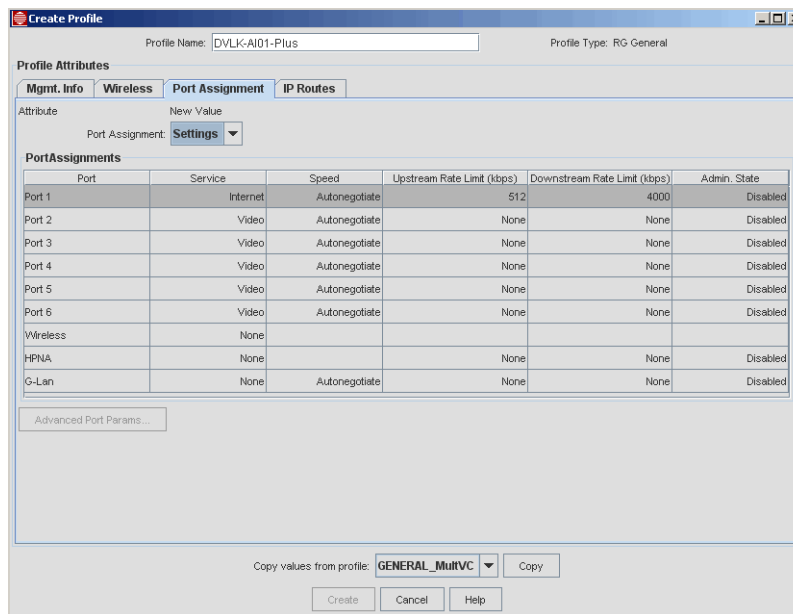 Create Profile
Profile Name: DVLK-AI01-Plus Profile Type: RG General
Profile Attributes
Mgmt. Info Wireless Port Assignment IP Routes
Attribute New Value
Port Assignment: Settings
PortAssignments
Port Service Speed Upstream Rate Limit (kbps) Downstream Rate Limit (kbps) Admin. State
Port 1 Internet Autonegotiate 512 4000 Disabled
Port 2 Video Autonegotiate None None Disabled
Port 3 Video Autonegotiate None None Disabled
Port 4 Video Autonegotiate None None Disabled
Port 5 Video Autonegotiate None None Disabled
Port 6 Video Autonegotiate None None Disabled
Wireless None
HPNA None None None Disabled
G-Lan None Autonegotiate None None Disabled
Advanced Port Params...
Copy values from profile: GENERAL_MultVC Copy
Create Cancel Help